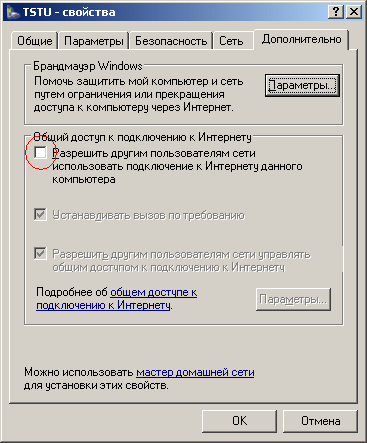 TSTU - свойства
Общие
Параметры
Безопасность
Сеть
Дополнительно
Брандмауэр Windows
Помочь защитить мой компьютер и сеть
путем ограничения или прекращения
доступа к компьютеру через Интернет.
Параметры...
Общий доступ к подключению к Интернету
Разрешить другим пользователям сети
использовать подключение к Интернету данного
компьютера
Устанавливать вызов по требованию
Разрешить другим пользователям сети управлять
общим доступом к подключению к Интернету
Подробнее об общем доступе к
подключению к Интернету.
Параметры...
Можно использовать мастер домашней сети
для установки этих свойств.
OK
Отмена